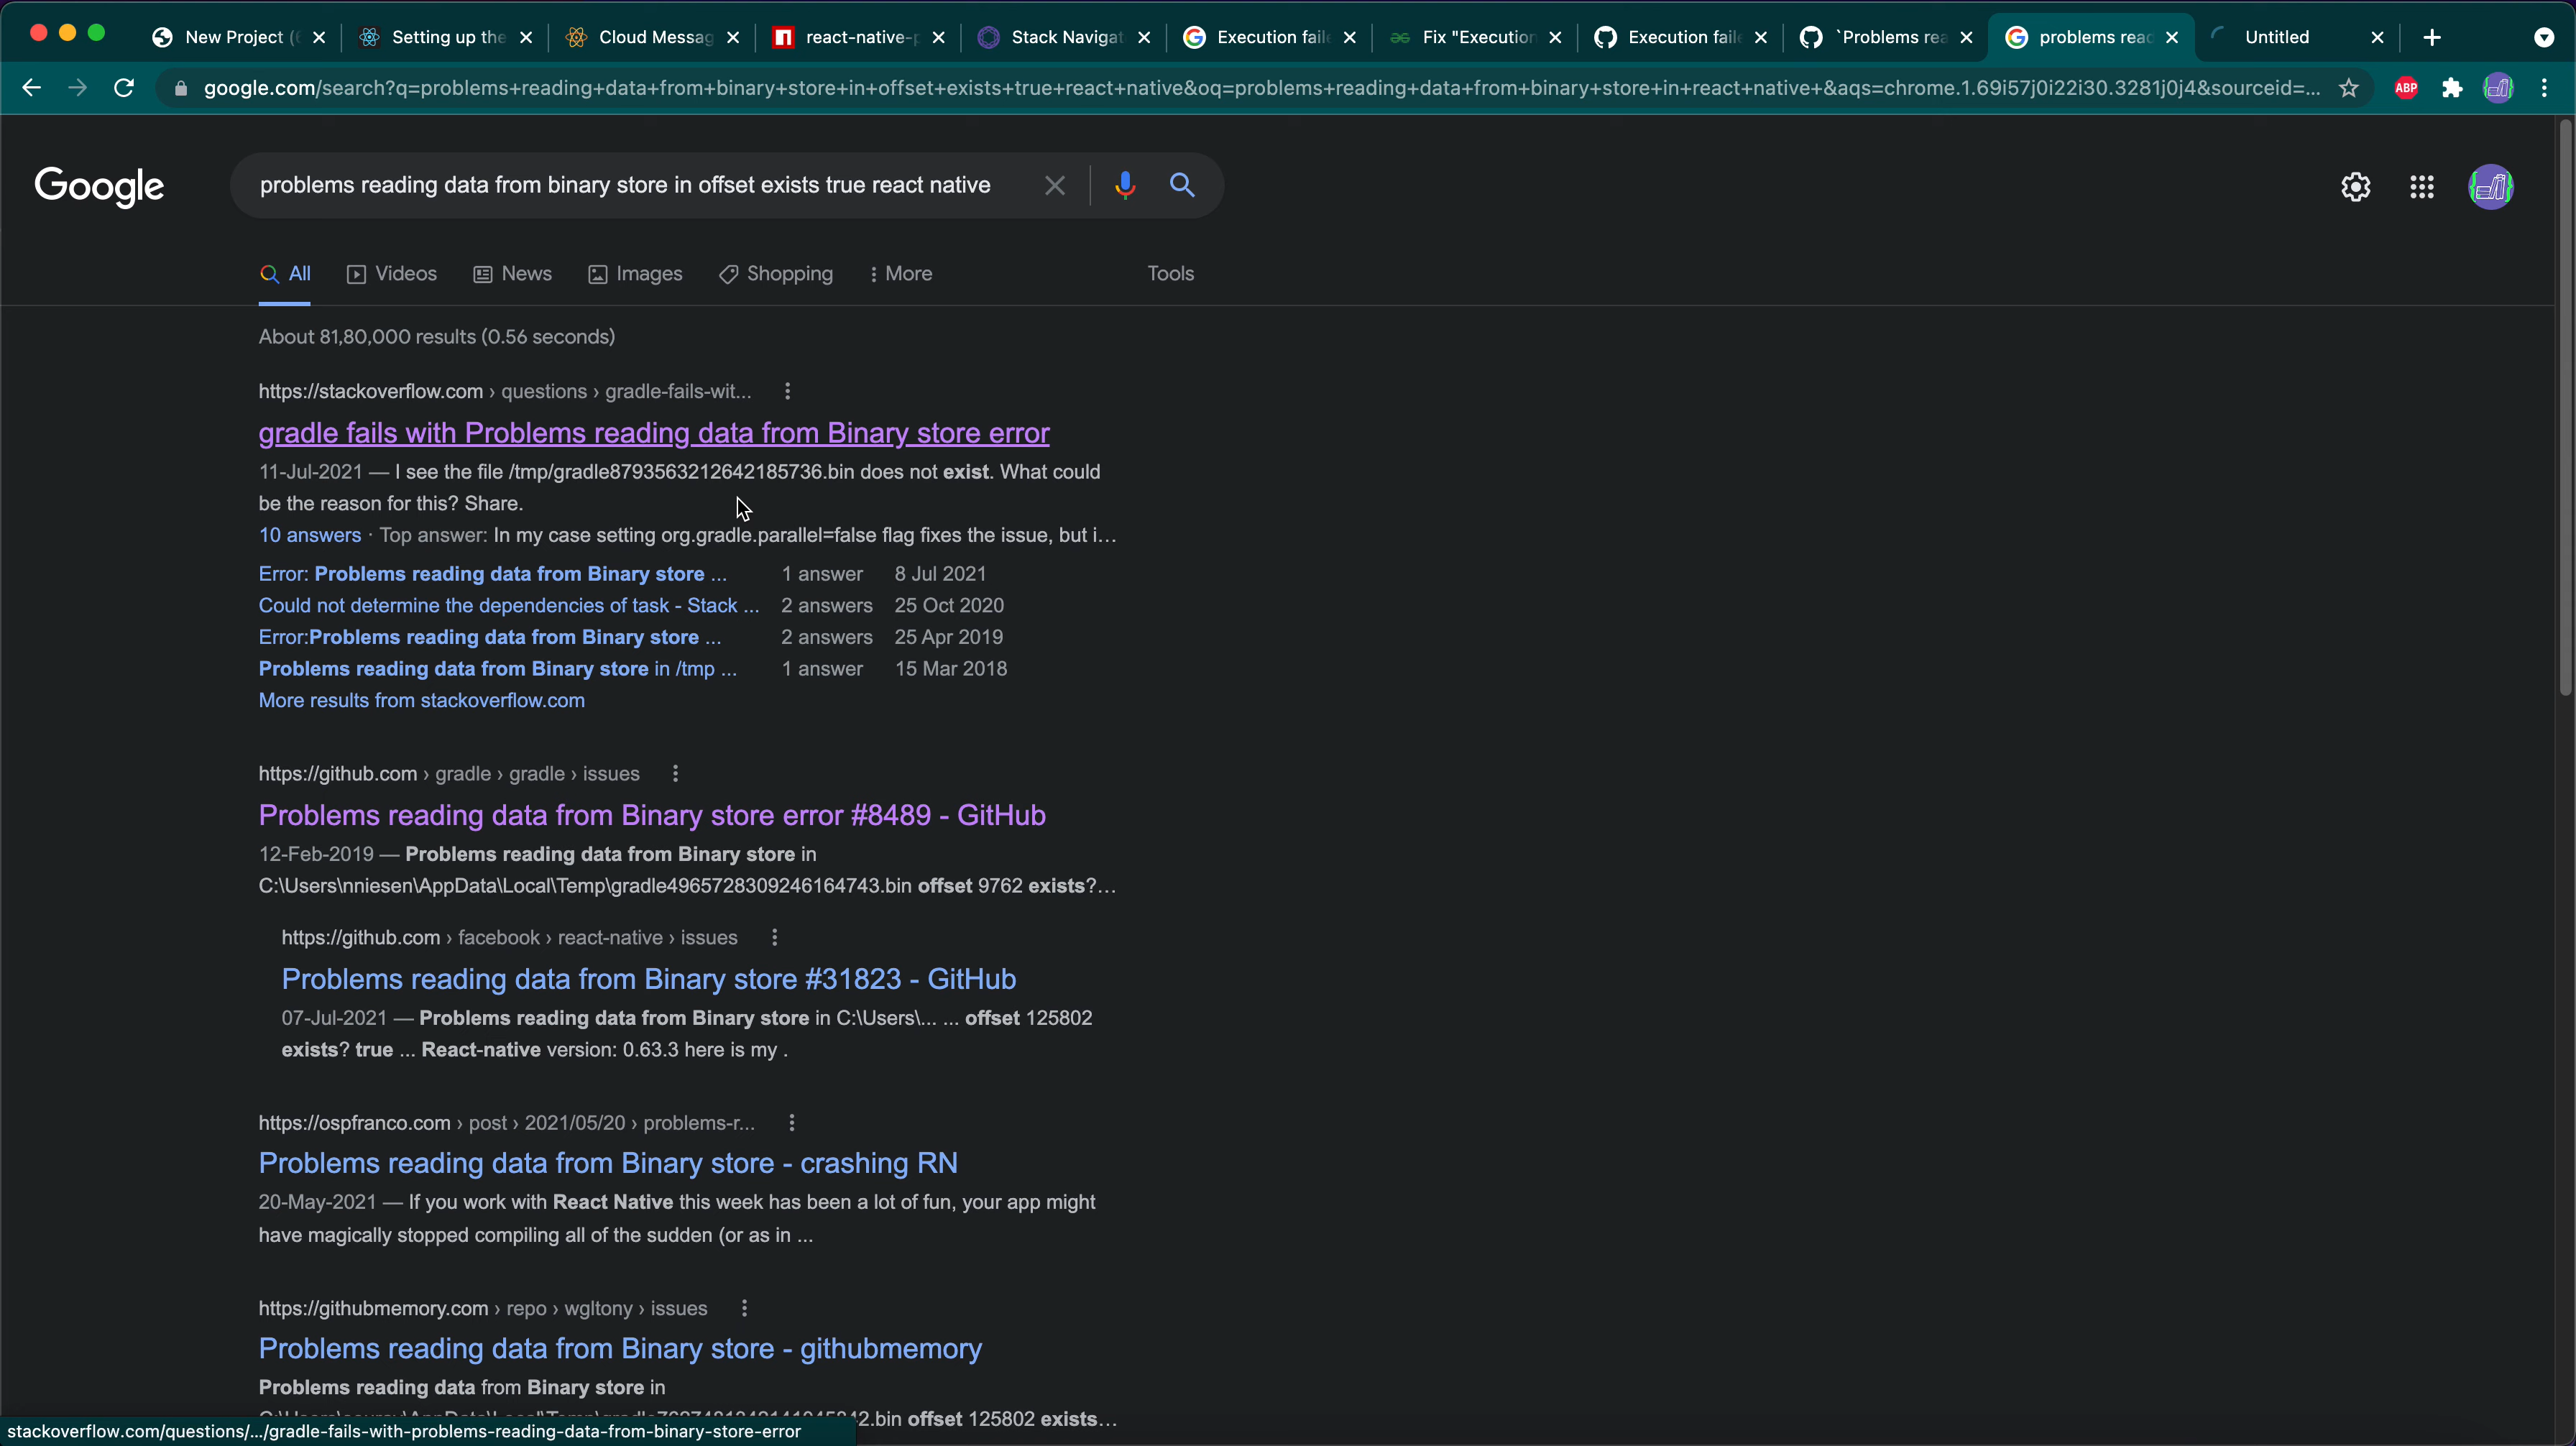 New Project (
Setting up the
Cloud Messag
react-native-p
Stack Navigat
Execution faile
Fix "Execution
Execution faile
`Problems rea
problems reac
Untitled
google.com/search?q=problems+reading+data+from+binary+store+in+offset+exists+true+react+native&oq=problems+reading+data+from+binary+store+in+react+native+&aqs=chrome.1.69i57j0i22i30.3281j0j4&sourceid=...
ABP
Google
problems reading data from binary store in offset exists true react native
All
Videos
News
Images
Shopping
More
Tools
About 81,80,000 results (0.56 seconds)
https://stackoverflow.com › questions › gradle-fails-wit...
gradle fails with Problems reading data from Binary store error
11-Jul-2021 — I see the file /tmp/gradle8793563212642185736.bin does not exist. What could
be the reason for this? Share.
10 answers · Top answer: In my case setting org.gradle.parallel=false flag fixes the issue, but i...
Error: Problems reading data from Binary store ... 1 answer 8 Jul 2021
Could not determine the dependencies of task - Stack ... 2 answers 25 Oct 2020
Error:Problems reading data from Binary store ... 2 answers 25 Apr 2019
Problems reading data from Binary store in /tmp ... 1 answer 15 Mar 2018
More results from stackoverflow.com
https://github.com › gradle › gradle › issues
Problems reading data from Binary store error #8489 - GitHub
12-Feb-2019 — Problems reading data from Binary store in
C:\Users\nniesen\AppData\Local\Temp\gradle4965728309246164743.bin offset 9762 exists?...
https://github.com › facebook › react-native › issues
Problems reading data from Binary store #31823 - GitHub
07-Jul-2021 — Problems reading data from Binary store in C:\Users\... ... offset 125802
exists? true ... React-native version: 0.63.3 here is my .
https://ospfranco.com › post › 2021/05/20 › problems-r...
Problems reading data from Binary store - crashing RN
20-May-2021 — If you work with React Native this week has been a lot of fun, your app might
have magically stopped compiling all of the sudden (or as in ...
https://githubmemory.com › repo › wgltony › issues
Problems reading data from Binary store - githubmemory
Problems reading data from Binary store in
2.bin offset 125802 exists...
stackoverflow.com/questions/.../gradle-fails-with-problems-reading-data-from-binary-store-error